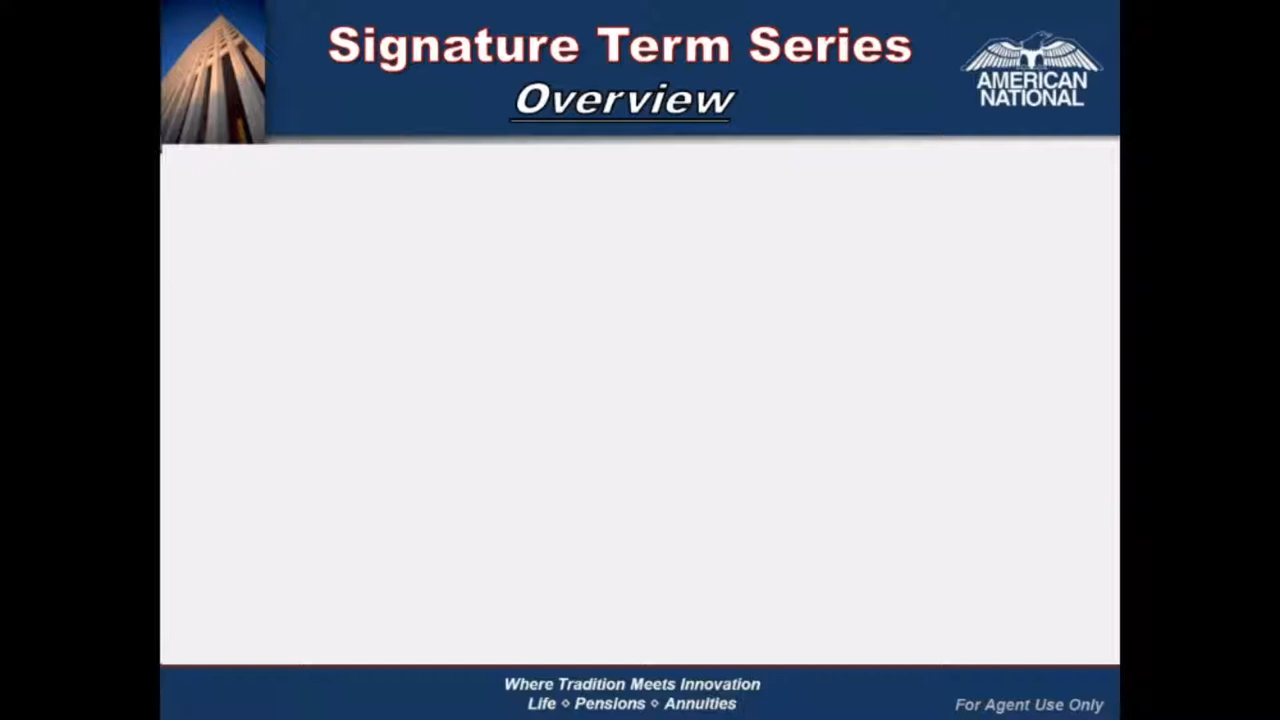 Signature Term Series
Overview
AMERICAN
NATIONAL
Where Tradition Meets Innovation
Life ⋄ Pensions ⋄ Annuities
For Agent Use Only